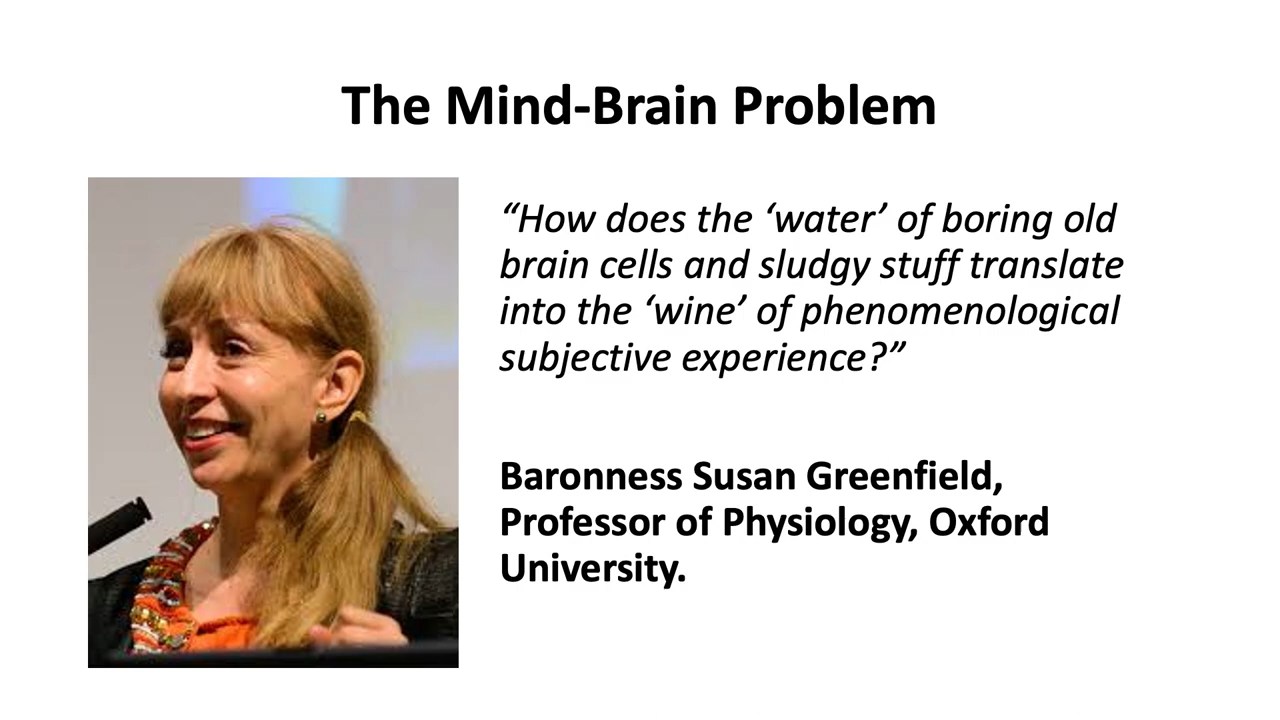 The Mind-Brain Problem
“How does the ‘water’ of boring old
brain cells and sludgy stuff translate
into the ‘wine’ of phenomenological
subjective experience?”
Baronness Susan Greenfield,
Professor of Physiology, Oxford
University.